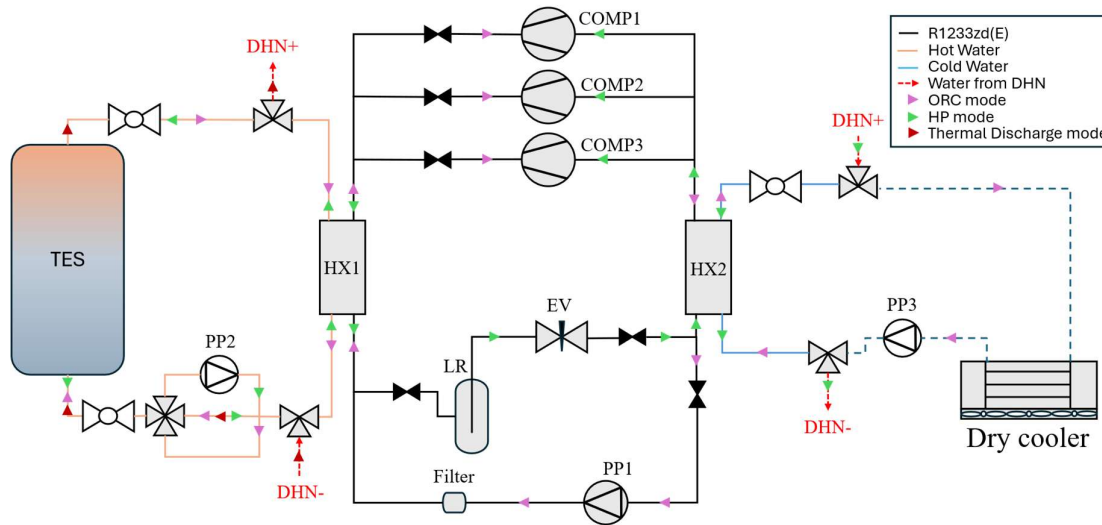 COMP1
DHN+
R1233zd(E)
Hot Water
Cold Water
Water from DHN
ORC mode
HP mode
Thermal Discharge mode
COMP2
DHN+
COMP3
TES
HX1
HX2
EV
PP3
PP2
LR
DHN-
Dry cooler
Filter
PP1
DHN-